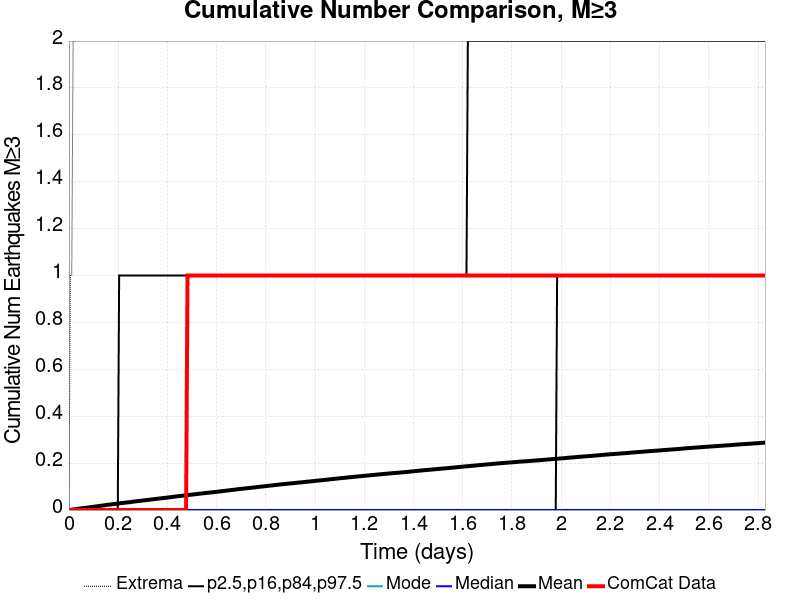 Cumulative Number Comparison, M≥3
Cumulative Num Earthquakes M≥3
2
1.8
1.6
1.4
1.2
1
0.8
0.6
0.4
0.2
0
0 0.2 0.4 0.6 0.8 1 1.2 1.4 1.6 1.8 2 2.2 2.4 2.6 2.8
Time (days)
Extrema p2.5,p16,p84,p97.5 Mode Median Mean ComCat Data